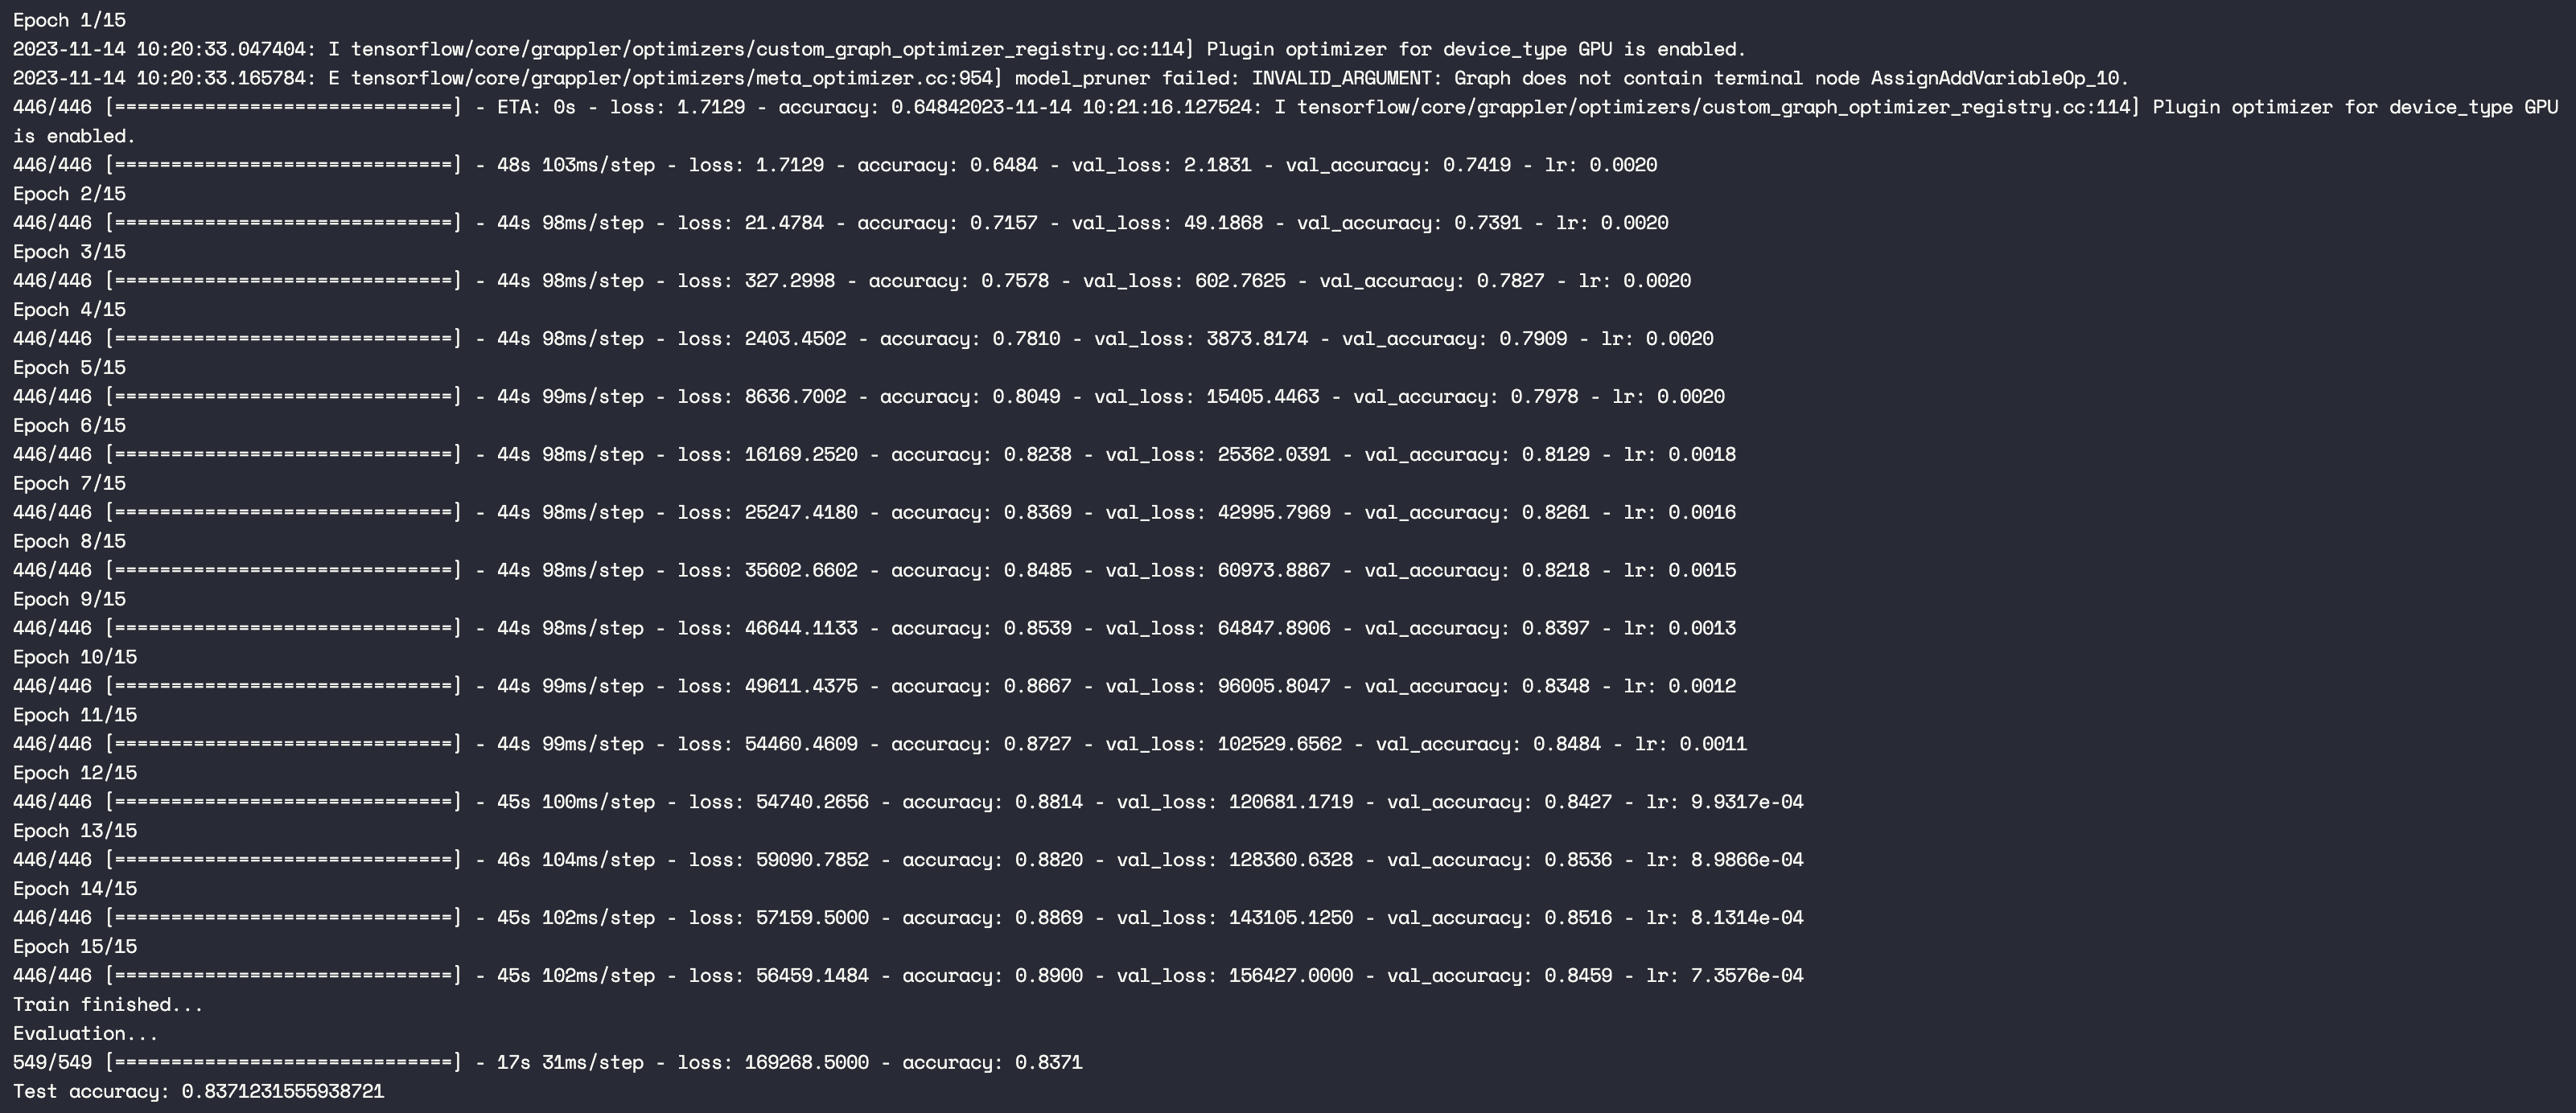 Epoch 1/15
2023-11-14 10:20:33.047404: I tensorflow/core/grappler/optimizers/custom_graph_optimizer_registry.cc:114] Plugin optimizer for device_type GPU is enabled.
2023-11-14 10:20:33.165784: E tensorflow/core/grappler/optimizers/meta_optimizer.cc:954] model_pruner failed: INVALID_ARGUMENT: Graph does not contain terminal node AssignAddVariableOp_10.
446/446 [==============================] - ETA: 0s - loss: 1.7129 - accuracy: 0.64842023-11-14 10:21:16.127524: I tensorflow/core/grappler/optimizers/custom_graph_optimizer_registry.cc:114] Plugin optimizer for device_type GPU
is enabled.
446/446 [==============================] - 48s 103ms/step - loss: 1.7129 - accuracy: 0.6484 - val_loss: 2.1831 - val_accuracy: 0.7419 - lr: 0.0020
Epoch 2/15
446/446 [==============================] - 44s 98ms/step - loss: 21.4784 - accuracy: 0.7157 - val_loss: 49.1868 - val_accuracy: 0.7391 - lr: 0.0020
Epoch 3/15
446/446 [==============================] - 44s 98ms/step - loss: 327.2998 - accuracy: 0.7578 - val_loss: 602.7625 - val_accuracy: 0.7827 - lr: 0.0020
Epoch 4/15
446/446 [==============================] - 44s 98ms/step - loss: 2403.4502 - accuracy: 0.7810 - val_loss: 3873.8174 - val_accuracy: 0.7909 - lr: 0.0020
Epoch 5/15
446/446 [==============================] - 44s 99ms/step - loss: 8636.7002 - accuracy: 0.8049 - val_loss: 15405.4463 - val_accuracy: 0.7978 - lr: 0.0020
Epoch 6/15
446/446 [==============================] - 44s 98ms/step - loss: 16169.2520 - accuracy: 0.8238 - val_loss: 25362.0391 - val_accuracy: 0.8129 - lr: 0.0018
Epoch 7/15
446/446 [==============================] - 44s 98ms/step - loss: 25247.4180 - accuracy: 0.8369 - val_loss: 42995.7969 - val_accuracy: 0.8261 - lr: 0.0016
Epoch 8/15
446/446 [==============================] - 44s 98ms/step - loss: 35602.6602 - accuracy: 0.8485 - val_loss: 60973.8867 - val_accuracy: 0.8218 - lr: 0.0015
Epoch 9/15
446/446 [==============================] - 44s 98ms/step - loss: 46644.1133 - accuracy: 0.8539 - val_loss: 64847.8906 - val_accuracy: 0.8397 - lr: 0.0013
Epoch 10/15
446/446 [==============================] - 44s 99ms/step - loss: 49611.4375 - accuracy: 0.8667 - val_loss: 96005.8047 - val_accuracy: 0.8348 - lr: 0.0012
Epoch 11/15
446/446 [==============================] - 44s 99ms/step - loss: 54460.4609 - accuracy: 0.8727 - val_loss: 102529.6562 - val_accuracy: 0.8484 - lr: 0.0011
Epoch 12/15
446/446 [==============================] - 45s 100ms/step - loss: 54740.2656 - accuracy: 0.8814 - val_loss: 120681.1719 - val_accuracy: 0.8427 - lr: 9.9317e-04
Epoch 13/15
446/446 [==============================] - 46s 104ms/step - loss: 59090.7852 - accuracy: 0.8820 - val_loss: 128360.6328 - val_accuracy: 0.8536 - lr: 8.9866e-04
Epoch 14/15
446/446 [==============================] - 45s 102ms/step - loss: 57159.5000 - accuracy: 0.8869 - val_loss: 143105.1250 - val_accuracy: 0.8516 - lr: 8.1314e-04
Epoch 15/15
446/446 [==============================] - 45s 102ms/step - loss: 56459.1484 - accuracy: 0.8900 - val_loss: 156427.0000 - val_accuracy: 0.8459 - lr: 7.3576e-04
Train finished...
Evaluation...
549/549 [==============================] - 17s 31ms/step - loss: 169268.5000 - accuracy: 0.8371
Test accuracy: 0.8371231555938721